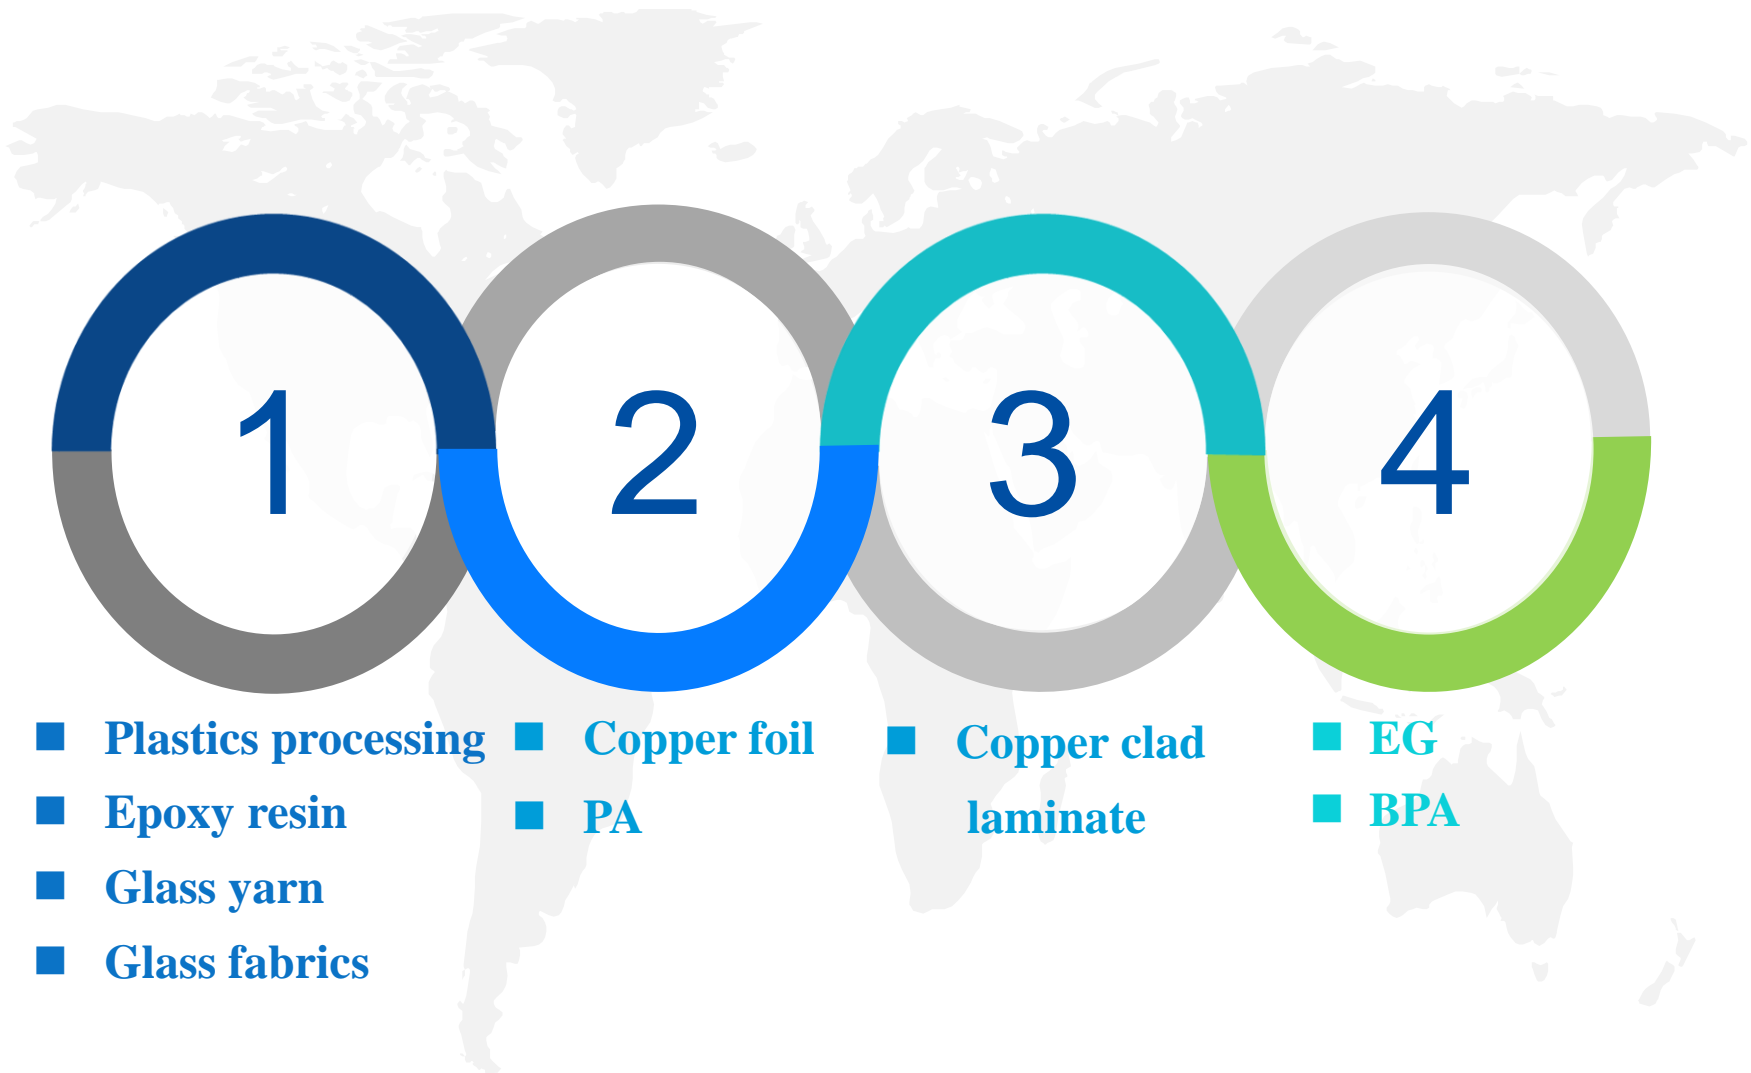 1
2
3
4
■ Plastics processing
■ Epoxy resin
■ Glass yarn
■ Glass fabrics
■ Copper foil
■ PA
■ Copper clad
laminate
■ EG
■ BPA